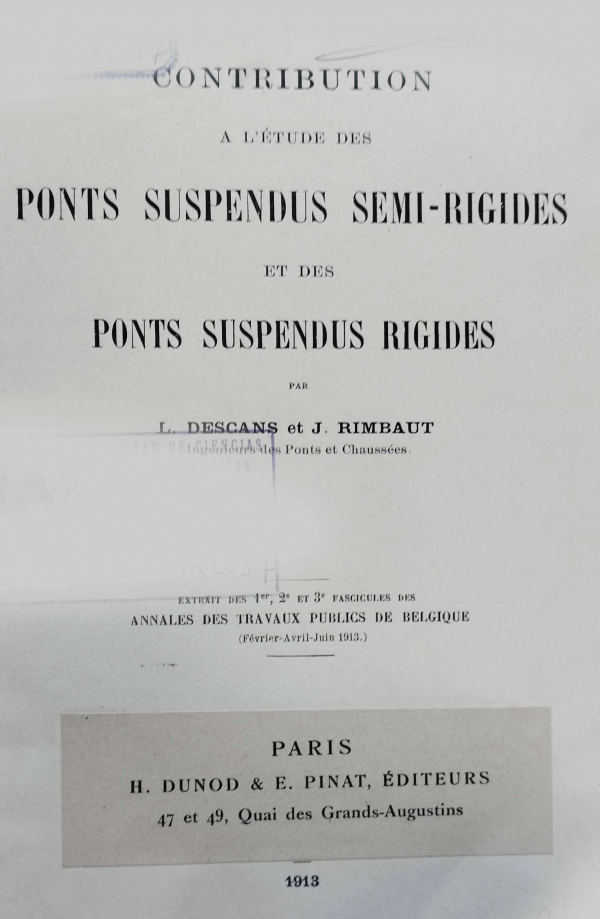 CONTRIBUTION
A L'ÉTUDE DES
PONTS SUSPENDUS SEMI-RIGIDES
ET DES
PONTS SUSPENDUS RIGIDES
PAR
L. DESCANS et J. RIMBAUT
Ingénieurs des Ponts et Chaussées.
DE CIENCIAS
EXTRAIT DES 1er, 2e ET 3e FASCICULES DES
ANNALES DES TRAVAUX PUBLICS DE BELGIQUE
(Février-Avril-Juin 1913.)
PARIS
H. DUNOD & E. PINAT, ÉDITEURS
47 et 49, Quai des Grands-Augustins
1913